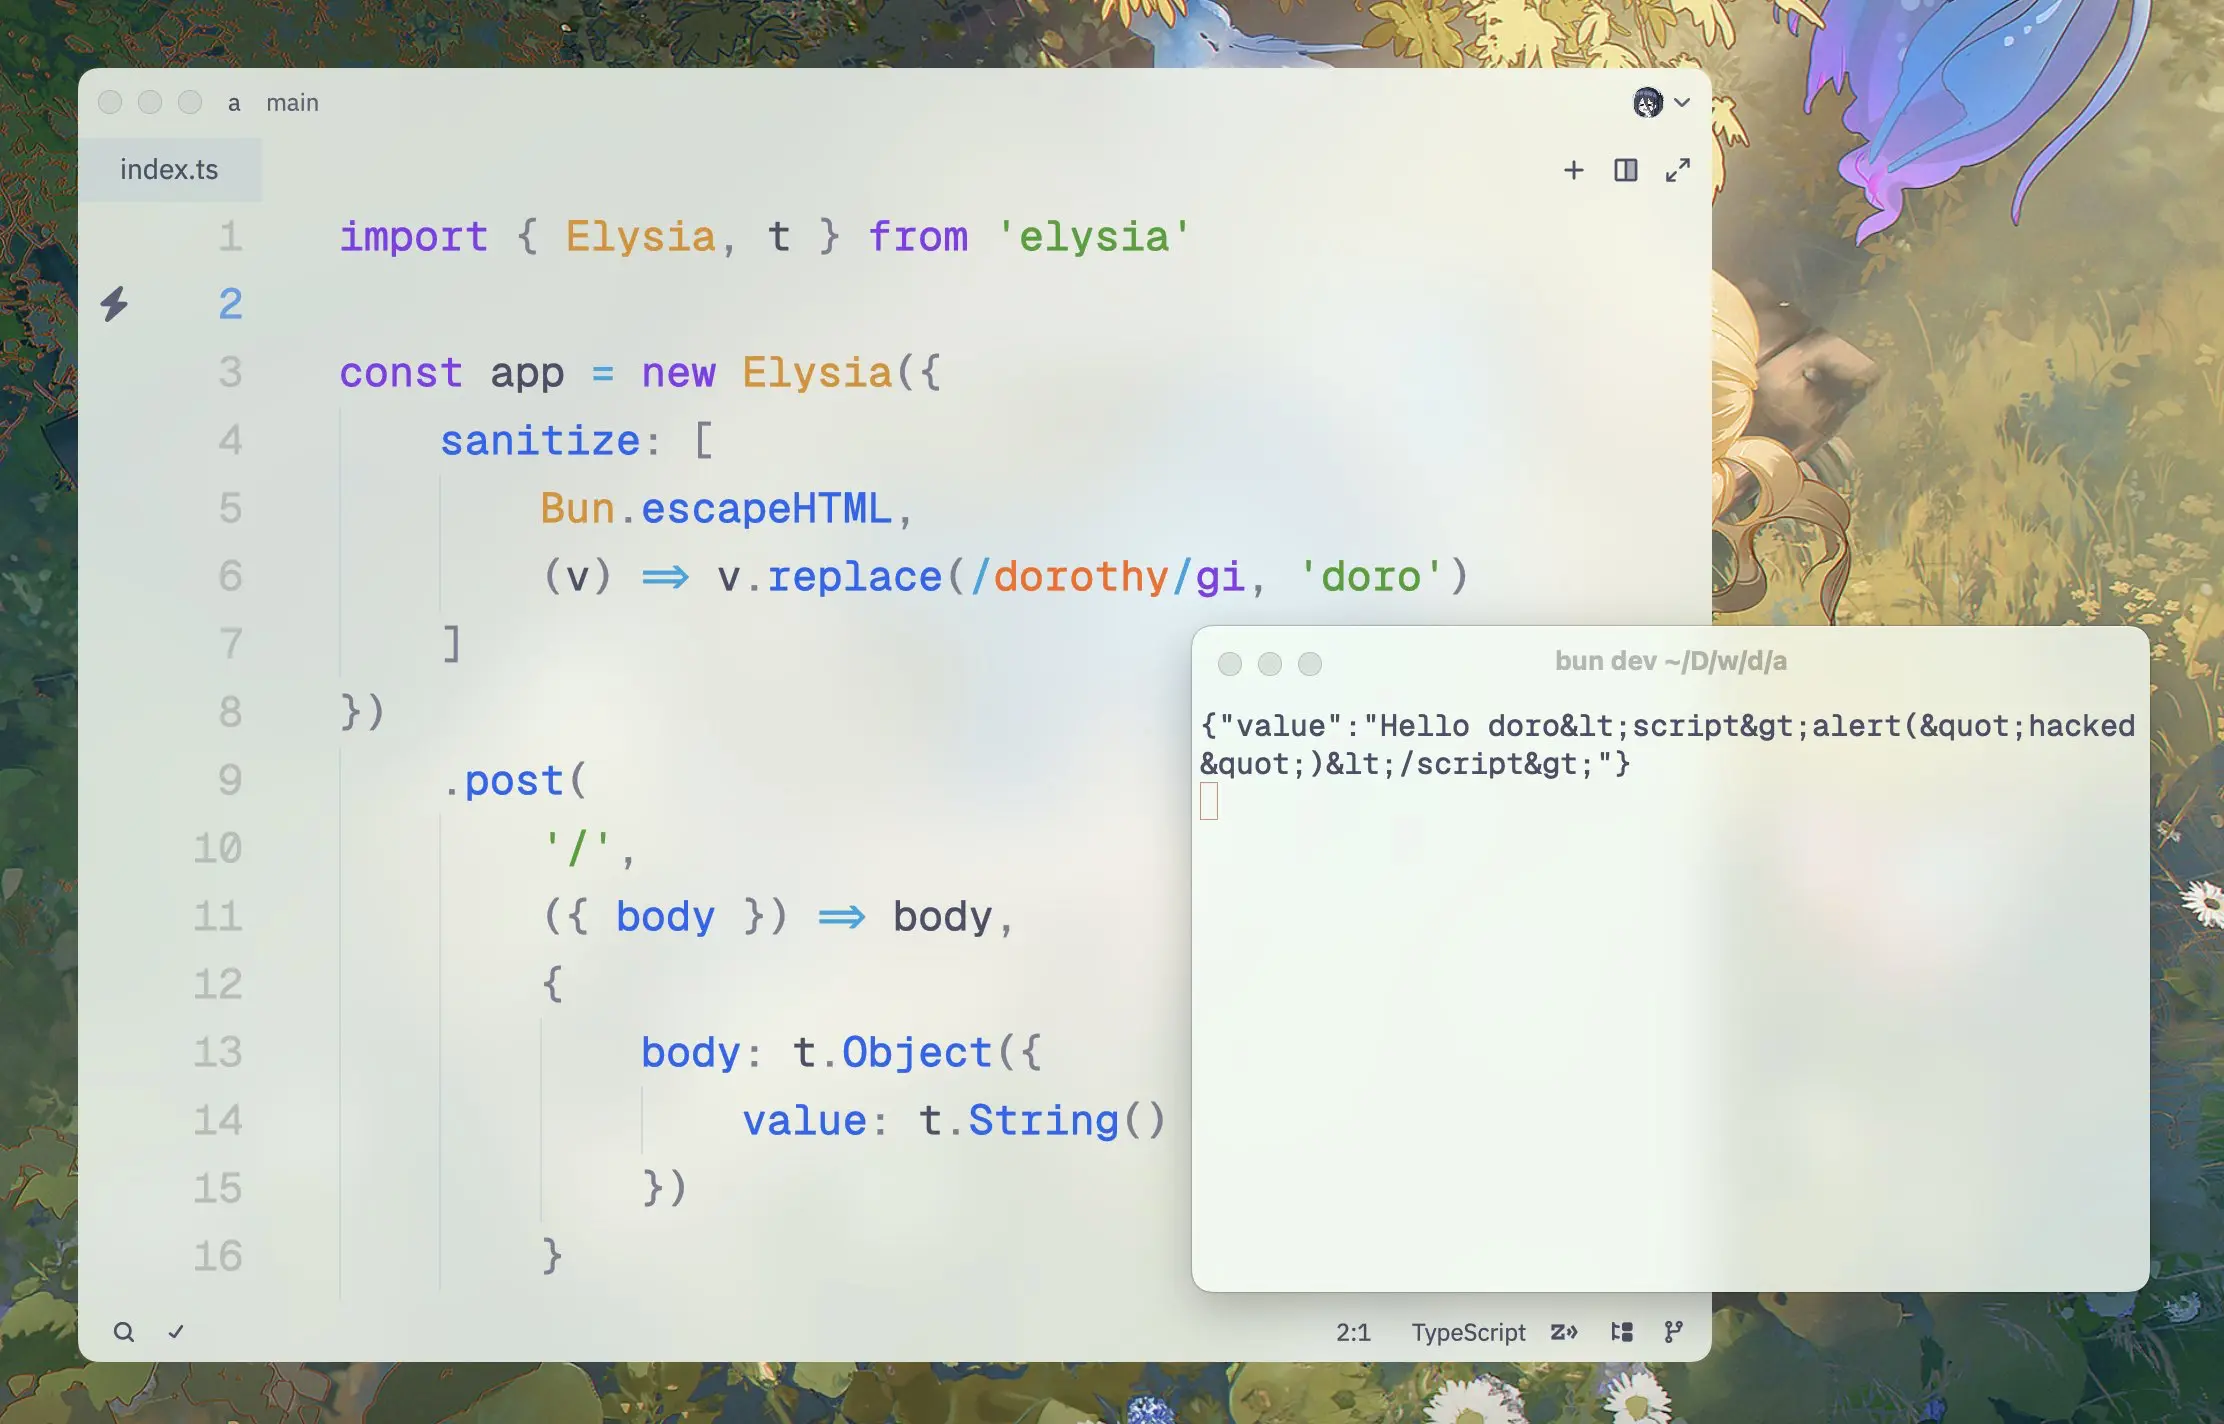 a main
index.ts
1 import { Elysia, t } from 'elysia'
2
3 const app = new Elysia({
4 sanitize: [
5 Bun.escapeHTML,
6 (v) => v.replace(/dorothy/gi, 'doro')
7 ]
8 })
9 .post(
10 '/',
11 ({ body }) => body,
12 {
13 body: t.Object({
14 value: t.String()
15 })
16 }
2:1 TypeScript
bun dev ~/D/w/d/a
{"value":"Hello doro&lt;script&gt;alert(&quot;hacked
&quot;)&lt;/script&gt;"}